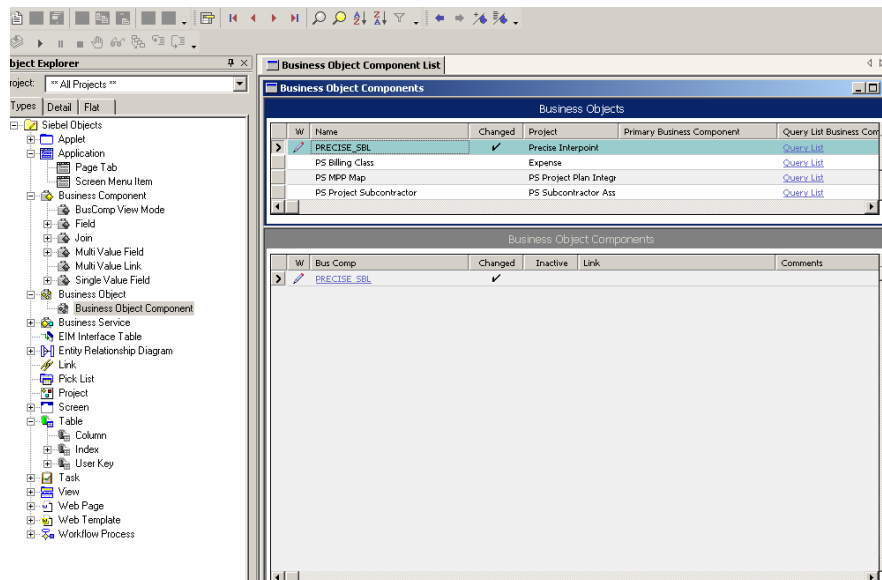 bject Explorer
roject: ** All Projects **
Types Detail Flat
Siebel Objects
Applet
Application
Page Tab
Screen Menu Item
Business Component
BusComp View Mode
Field
Join
Multi Value Field
Multi Value Link
Single Value Field
Business Object
Business Object Component
Business Service
EIM Interface Table
Entity Relationship Diagram
Link
Pick List
Project
Screen
Table
Column
Index
User Key
Task
View
Web Page
Web Template
Workflow Process
Business Object Component List
Business Object Components
Business Objects
W Name Changed Project Primary Business Component Query List Business Com
PRECISE_SBL Precise Interpoint Query List
PS Billing Class Expense Query List
PS MPP Map PS Project Plan Integr Query List
PS Project Subcontractor PS Subcontractor Ass Query List
Business Object Components
W Bus Comp Changed Inactive Link Comments
PRECISE SBL